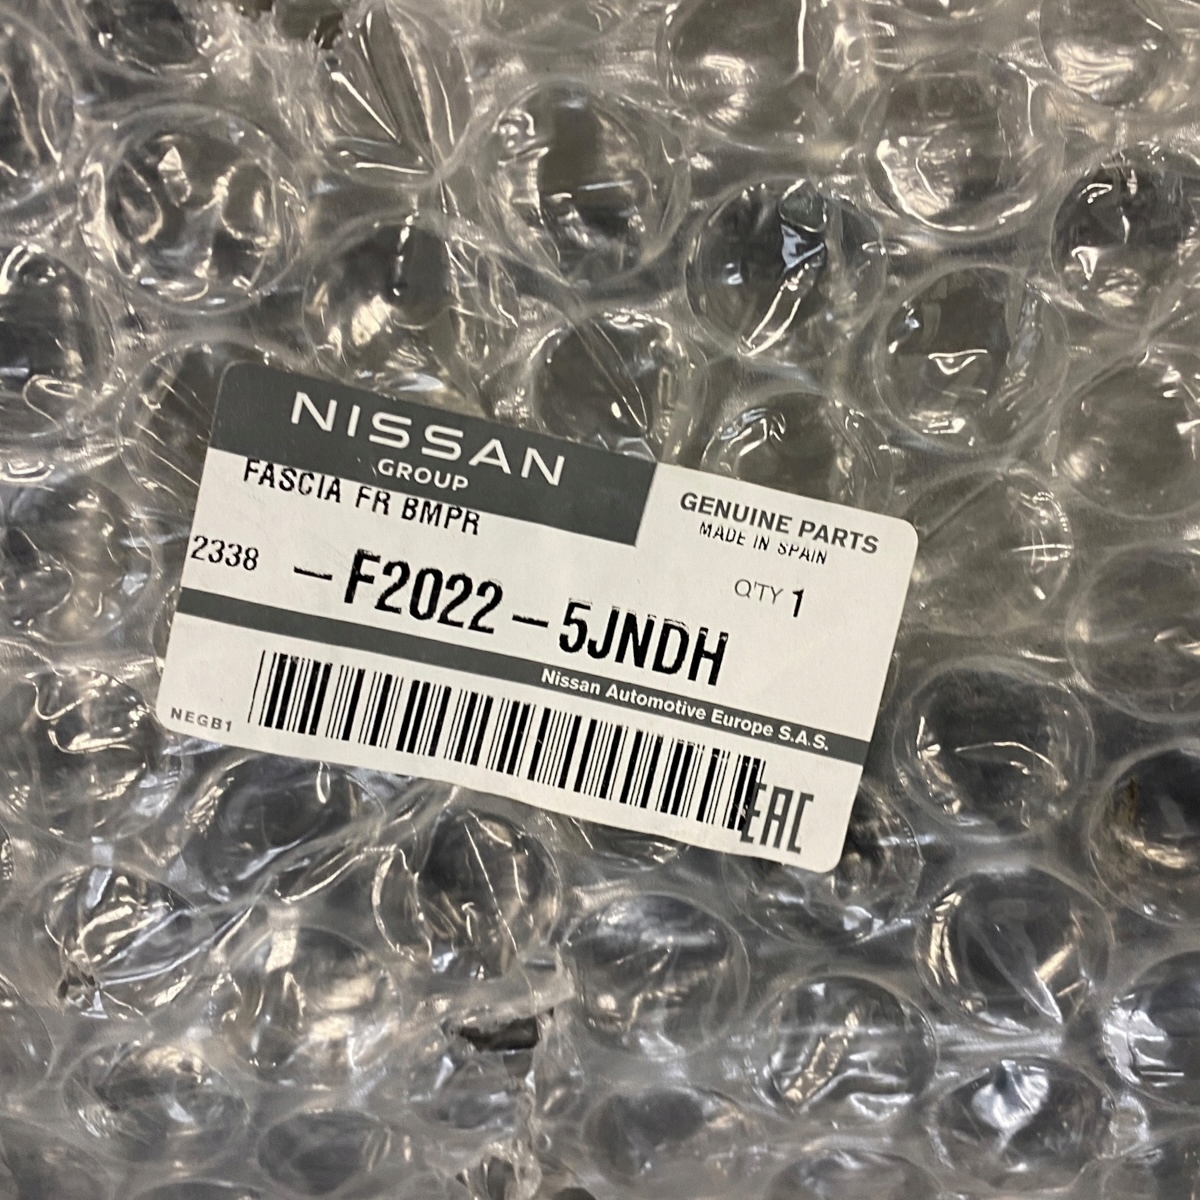 NISSAN
GROUP
GENUINE PARTS
MADE IN SPAIN
FASCIA FR BMPR
Q'TY 1
2338 – F2022 – 5JNDH
Nissan Automotive Europe S.A.S.
NEGB1
EAC